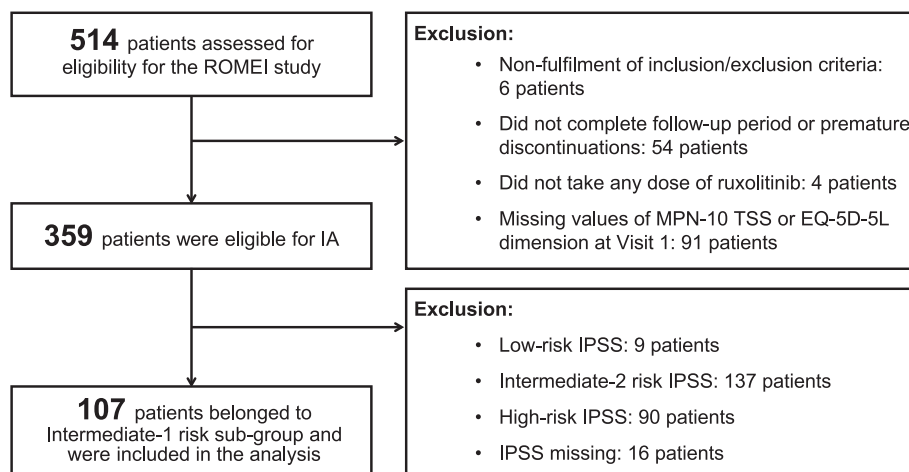 514 patients assessed for
eligibility for the ROMEI study
Exclusion:
• Non-fulfilment of inclusion/exclusion criteria:
6 patients
• Did not complete follow-up period or premature
discontinuations: 54 patients
• Did not take any dose of ruxolitinib: 4 patients
• Missing values of MPN-10 TSS or EQ-5D-5L
dimension at Visit 1: 91 patients
359 patients were eligible for IA
Exclusion:
• Low-risk IPSS: 9 patients
• Intermediate-2 risk IPSS: 137 patients
• High-risk IPSS: 90 patients
• IPSS missing: 16 patients
107 patients belonged to
Intermediate-1 risk sub-group and
were included in the analysis